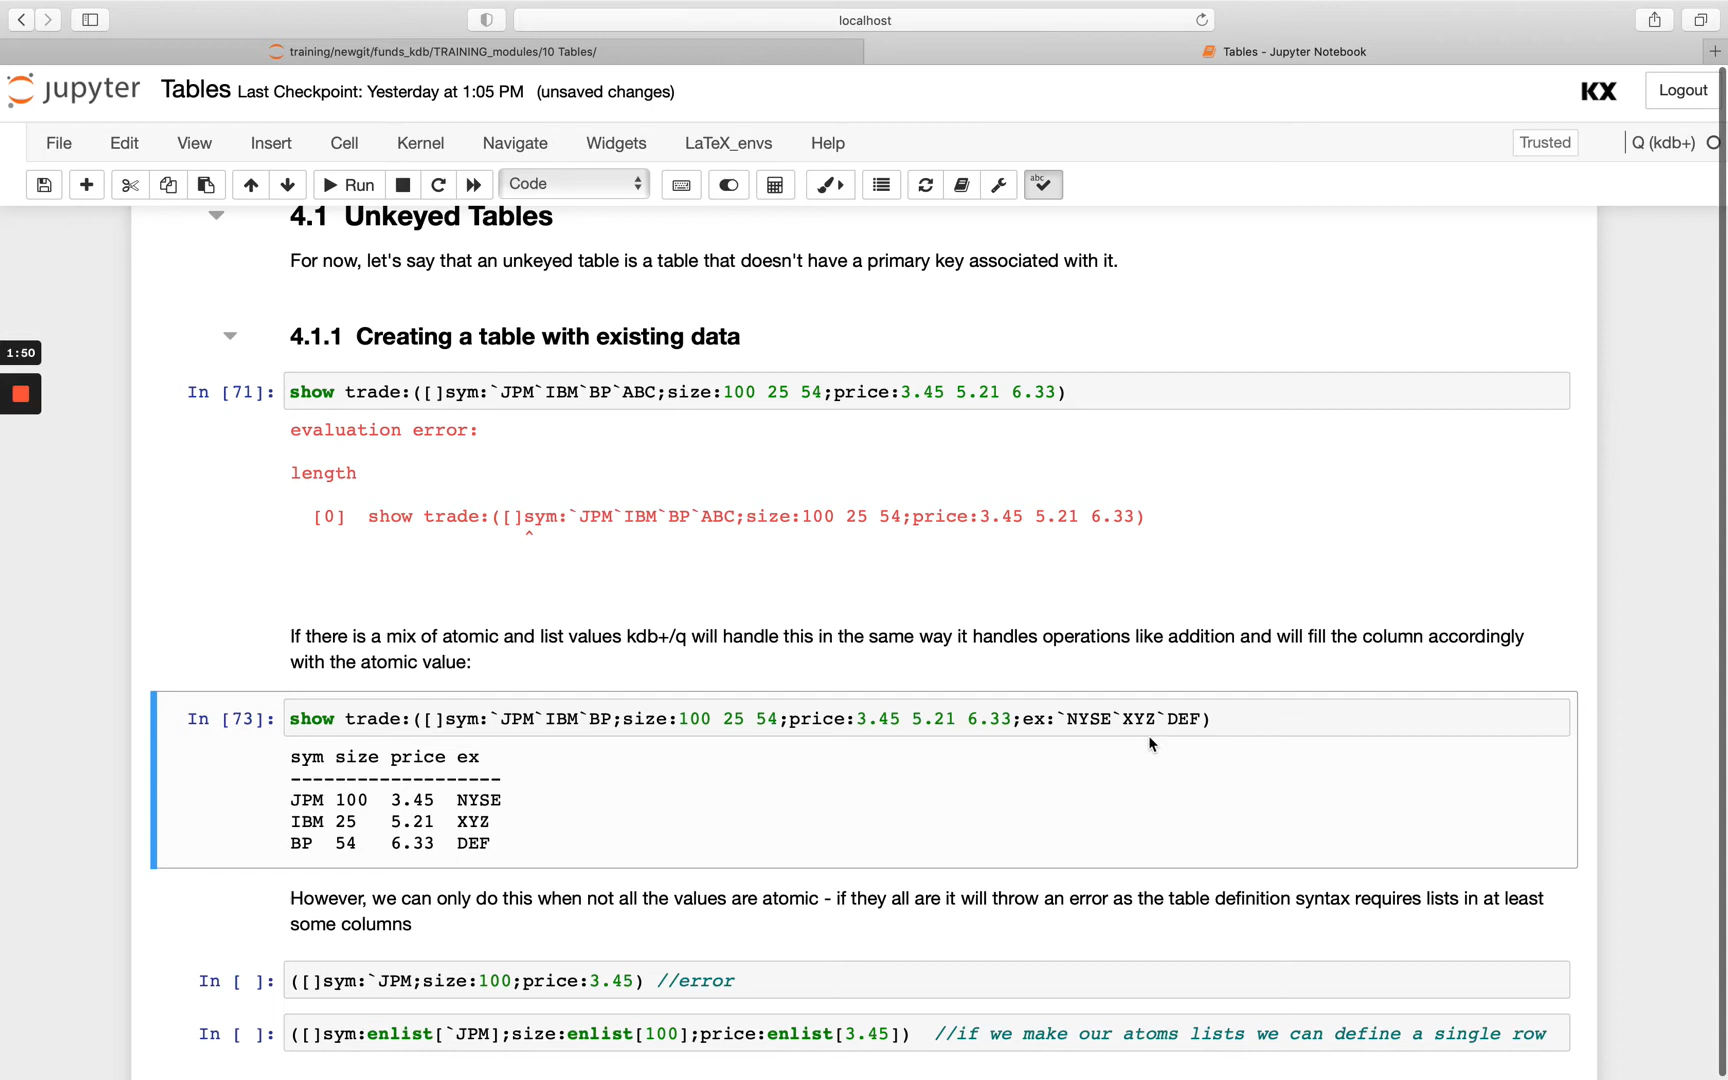 localhost
training/newgit/funds_kdb/TRAINING_modules/10 Tables/
Tables - Jupyter Notebook
jupyter Tables Last Checkpoint: Yesterday at 1:05 PM (unsaved changes)
KX
Logout
File Edit View Insert Cell Kernel Navigate Widgets LaTeX_envs Help
Trusted
Q (kdb+)
Run
Code
abc
4.1 Unkeyed Tables
For now, let's say that an unkeyed table is a table that doesn't have a primary key associated with it.
1:50
4.1.1 Creating a table with existing data
In [71]: show trade:([]sym:`JPM`IBM`BP`ABC;size:100 25 54;price:3.45 5.21 6.33)
evaluation error:
length
[0] show trade:([]sym:`JPM`IBM`BP`ABC;size:100 25 54;price:3.45 5.21 6.33)
^
If there is a mix of atomic and list values kdb+/q will handle this in the same way it handles operations like addition and will fill the column accordingly
with the atomic value:
In [73]: show trade:([]sym:`JPM`IBM`BP;size:100 25 54;price:3.45 5.21 6.33;ex:`NYSE`XYZ`DEF)
sym size price ex
-------------------
JPM 100 3.45 NYSE
IBM 25 5.21 XYZ
BP 54 6.33 DEF
However, we can only do this when not all the values are atomic - if they all are it will throw an error as the table definition syntax requires lists in at least
some columns
In [ ]: ([]sym:`JPM;size:100;price:3.45) //error
In [ ]: ([]sym:enlist[`JPM];size:enlist[100];price:enlist[3.45]) //if we make our atoms lists we can define a single row